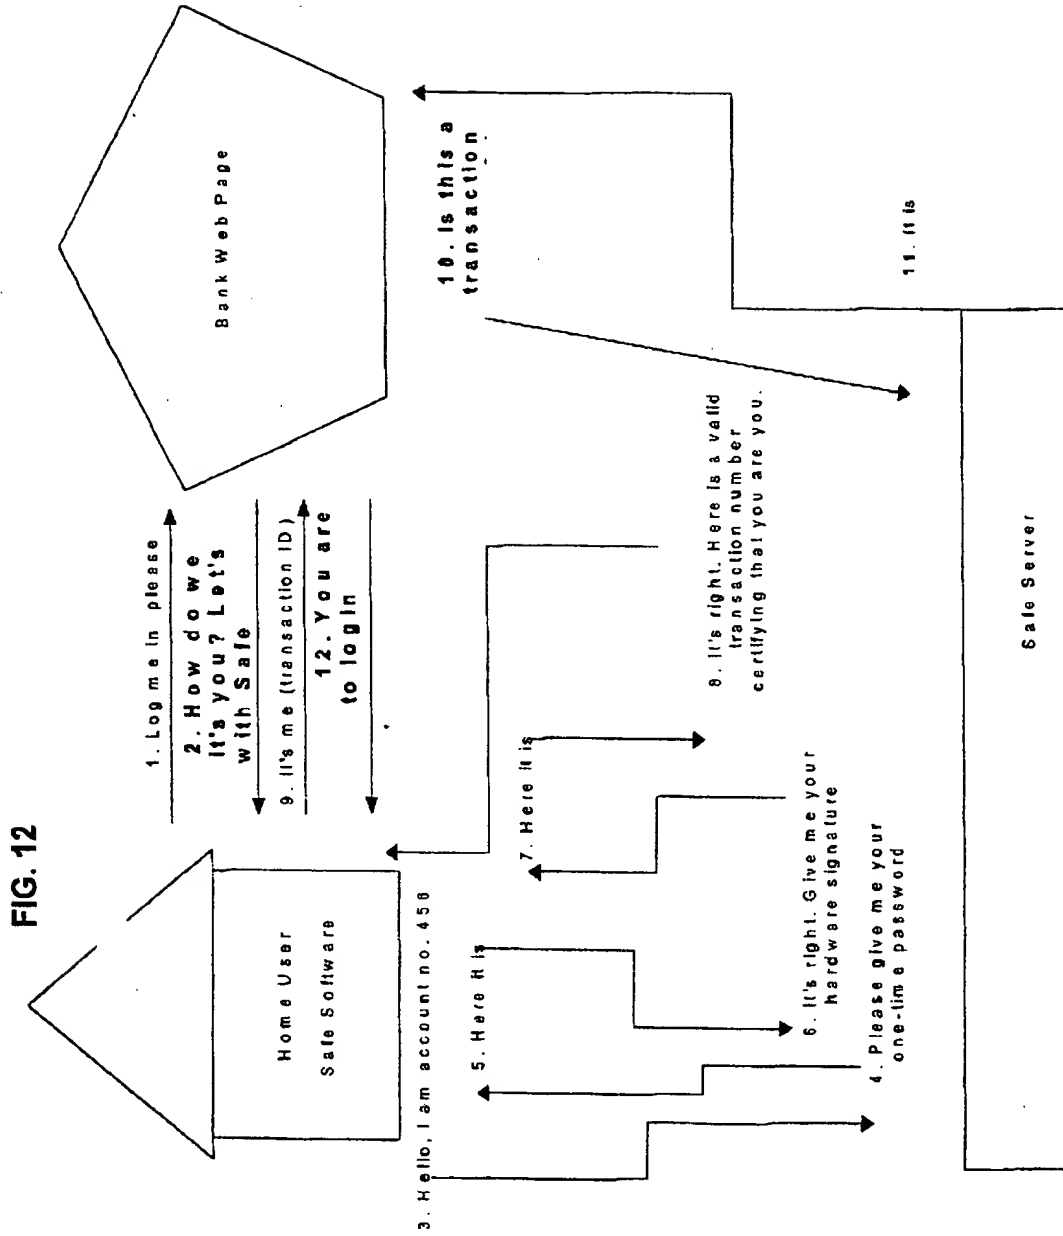 FIG. 12
1. Log me in please
2. How do we
it's you? Let's
with Safe
9. It's me (transaction ID)
12. You are
to login
Bank Web Page
Home User
Safe Software
3. Hello, I am account no. 456
5. Here it is
7. Here it is
10. Is this a
transaction
8. It's right. Here is a valid
transaction number
certifying that you are you.
6. It's right. Give me your
hardware signature
4. Please give me your
one-time password
11. It is
Safe Server